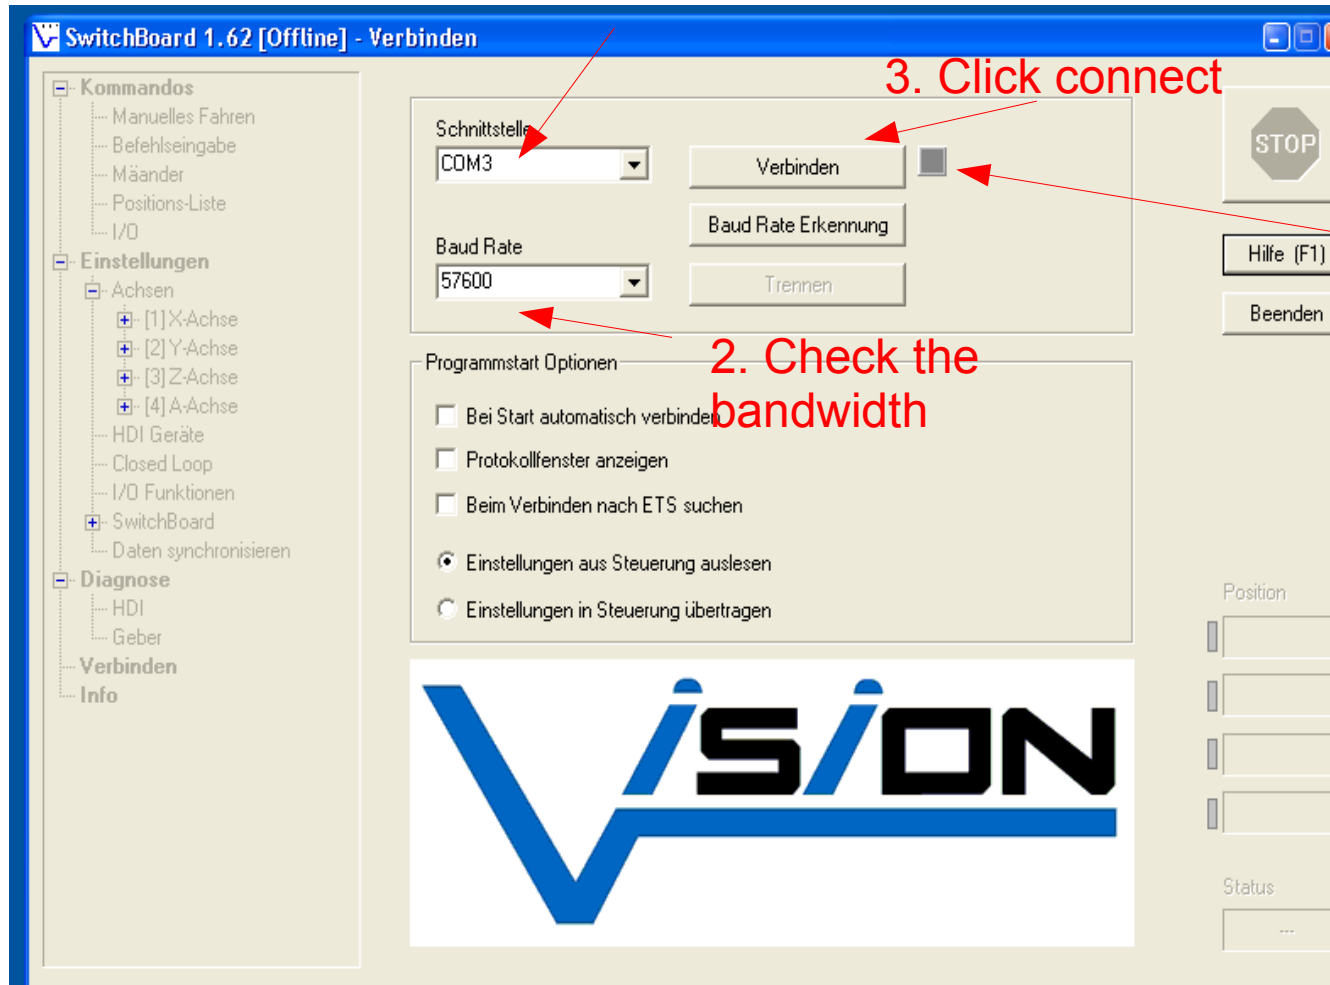 SwitchBoard 1.62 [Offline] - Verbinden
3. Click connect
Kommandos
Manuelles Fahren
Befehlseingabe
Mäander
Positions-Liste
I/O
Einstellungen
Achsen
[1] X-Achse
[2] Y-Achse
[3] Z-Achse
[4] A-Achse
HDI Geräte
Closed Loop
I/O Funktionen
SwitchBoard
Daten synchronisieren
Diagnose
HDI
Geber
Verbinden
Info
Schnittstelle
COM3
Verbinden
Baud Rate Erkennung
Baud Rate
57600
Trennen
2. Check the
bandwidth
Programmstart Optionen
Bei Start automatisch verbinden
Protokollfenster anzeigen
Beim Verbinden nach ETS suchen
Einstellungen aus Steuerung auslesen
Einstellungen in Steuerung übertragen
VISION
STOP
Hilfe (F1)
Beenden
Position
Status
---